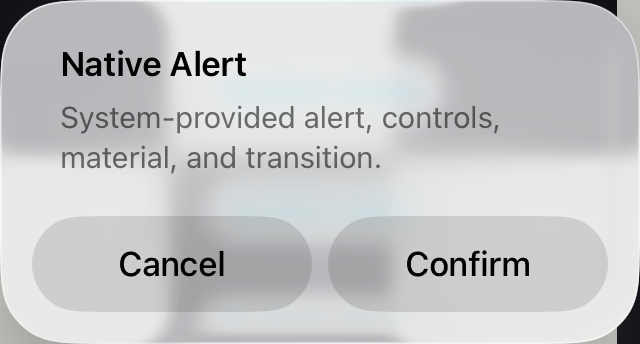 Native Alert
System-provided alert, controls,
material, and transition.
Cancel
Confirm